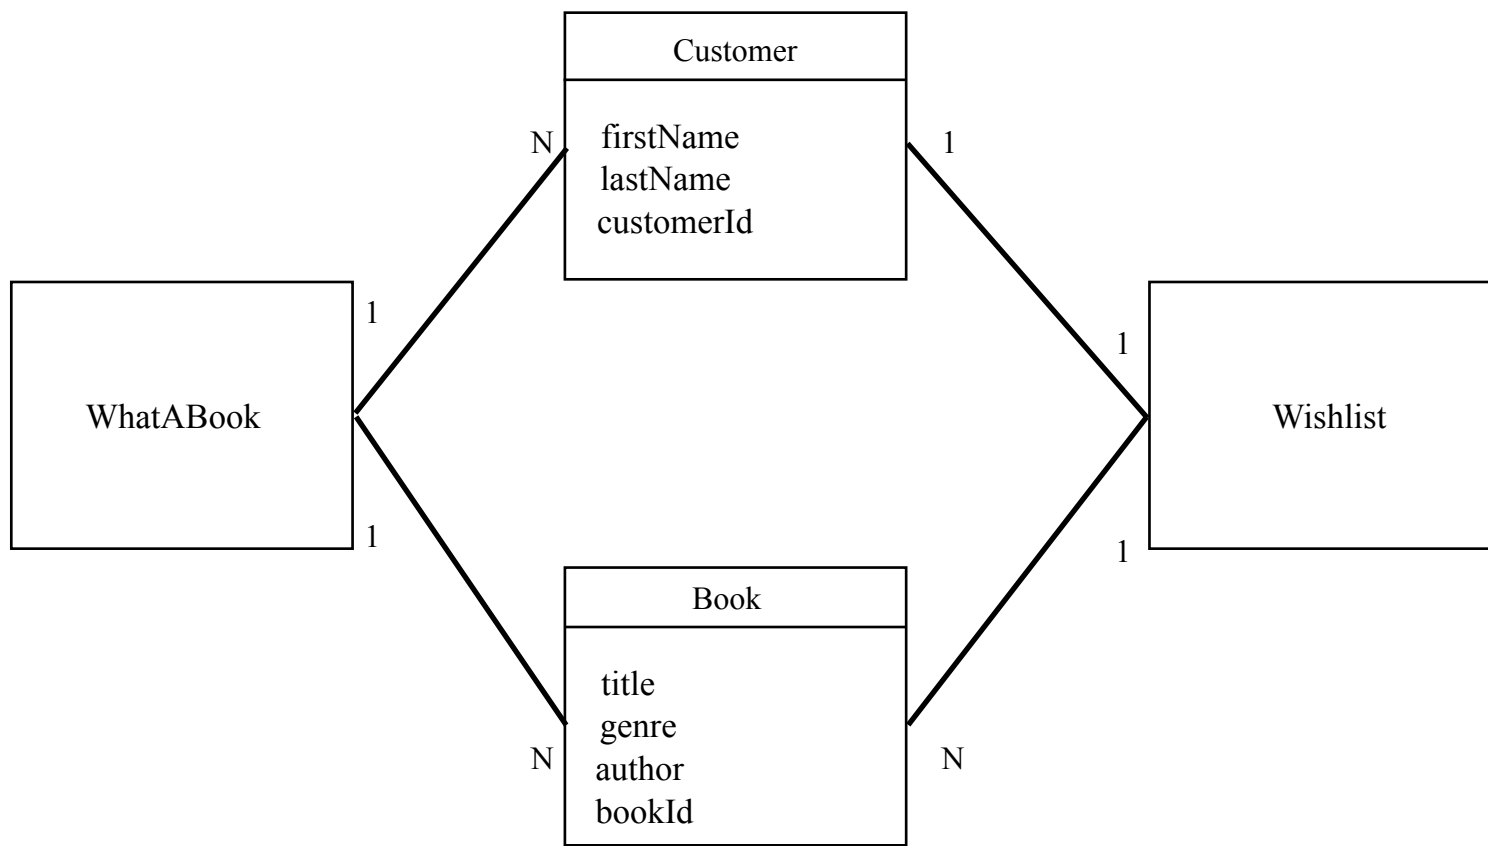 Customer
N
firstName
1
lastName
customerId
1
1
WhatABook
Wishlist
1
1
Book
title
genre
N
N
author
bookId